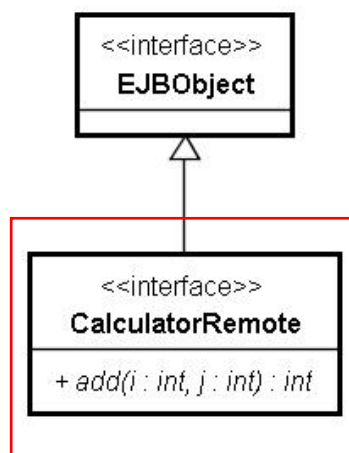 <<interface>>
EJBObject
<<interface>>
CalculatorRemote
+ add(i : int, j : int) : int